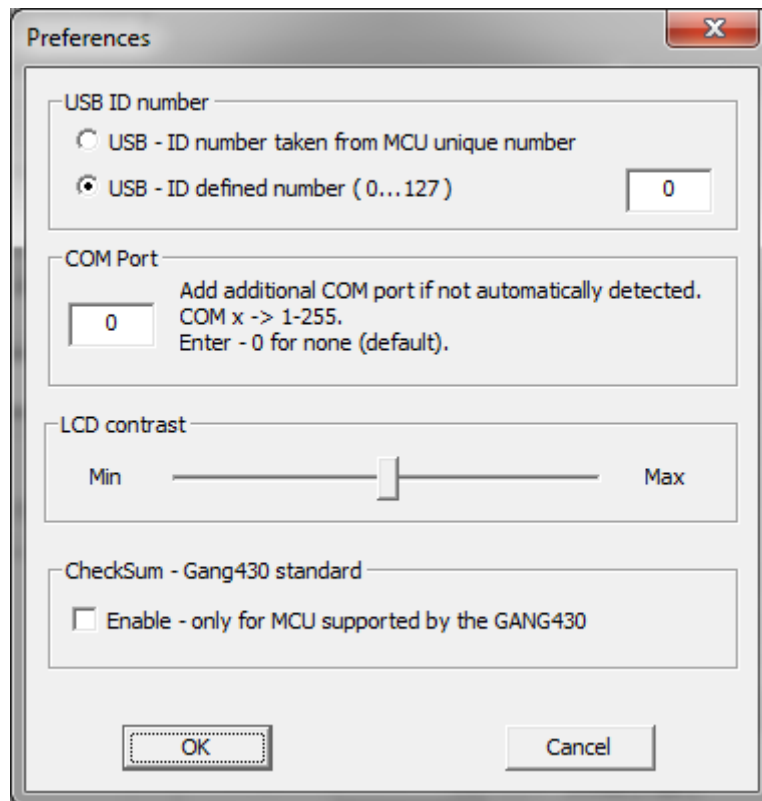 Preferences
USB ID number
USB - ID number taken from MCU unique number
USB - ID defined number ( 0...127 )
0
COM Port
0
Add additional COM port if not automatically detected.
COM x -> 1-255.
Enter - 0 for none (default).
LCD contrast
Min
Max
CheckSum - Gang430 standard
Enable - only for MCU supported by the GANG430
OK
Cancel